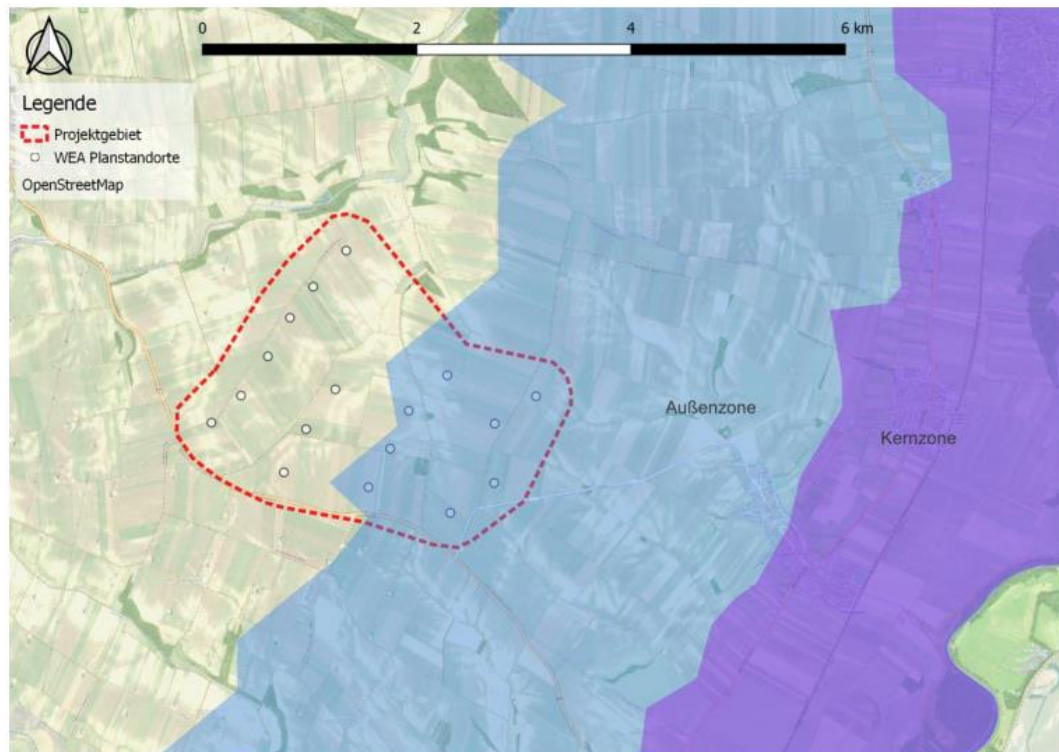 0 2 4 6 km
Legende
Projektgebiet
WEA Planstandorte
OpenStreetMap
Außenzone
Kernzone